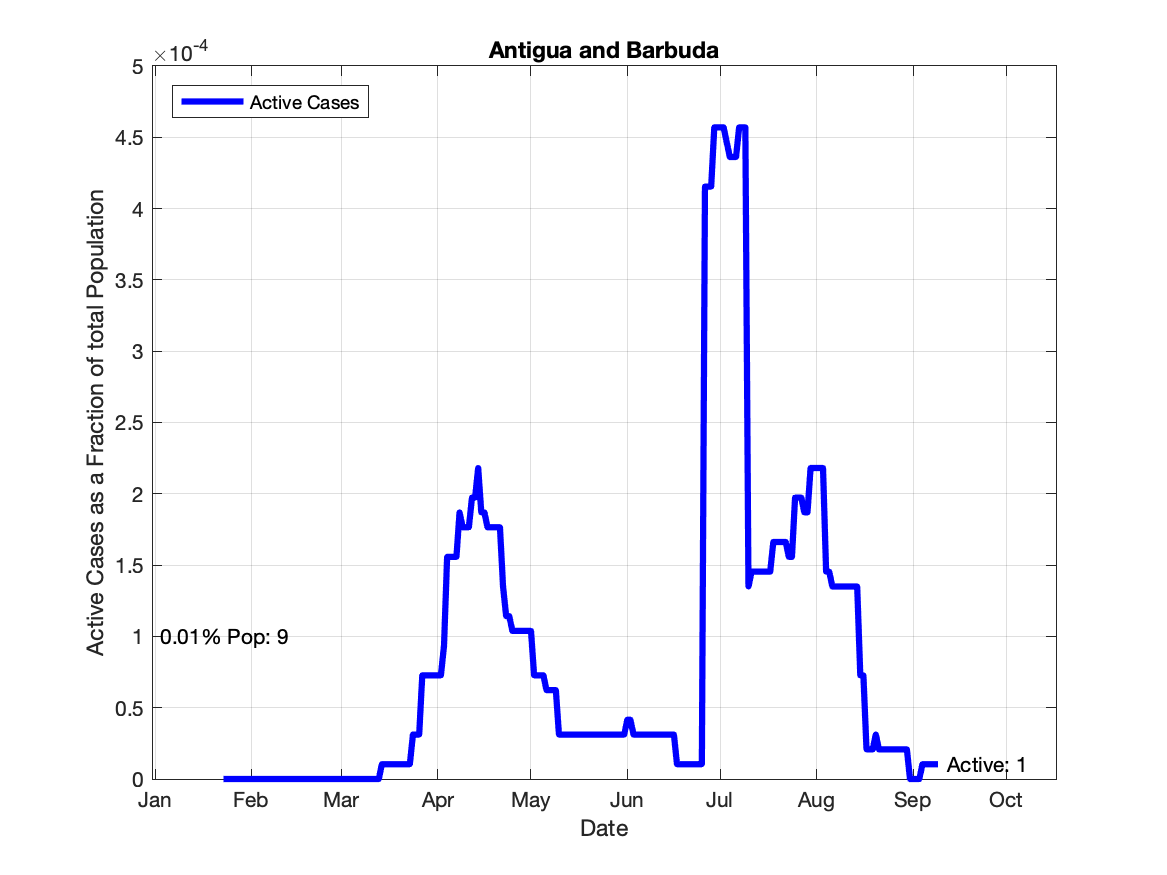 Antigua and Barbuda
×10-4
Active Cases
5
4.5
4
3.5
3
2.5
2
1.5
1
0.5
0
Active Cases as a Fraction of total Population
0.01% Pop: 9
Active: 1
Jan Feb Mar Apr May Jun Jul Aug Sep Oct
Date